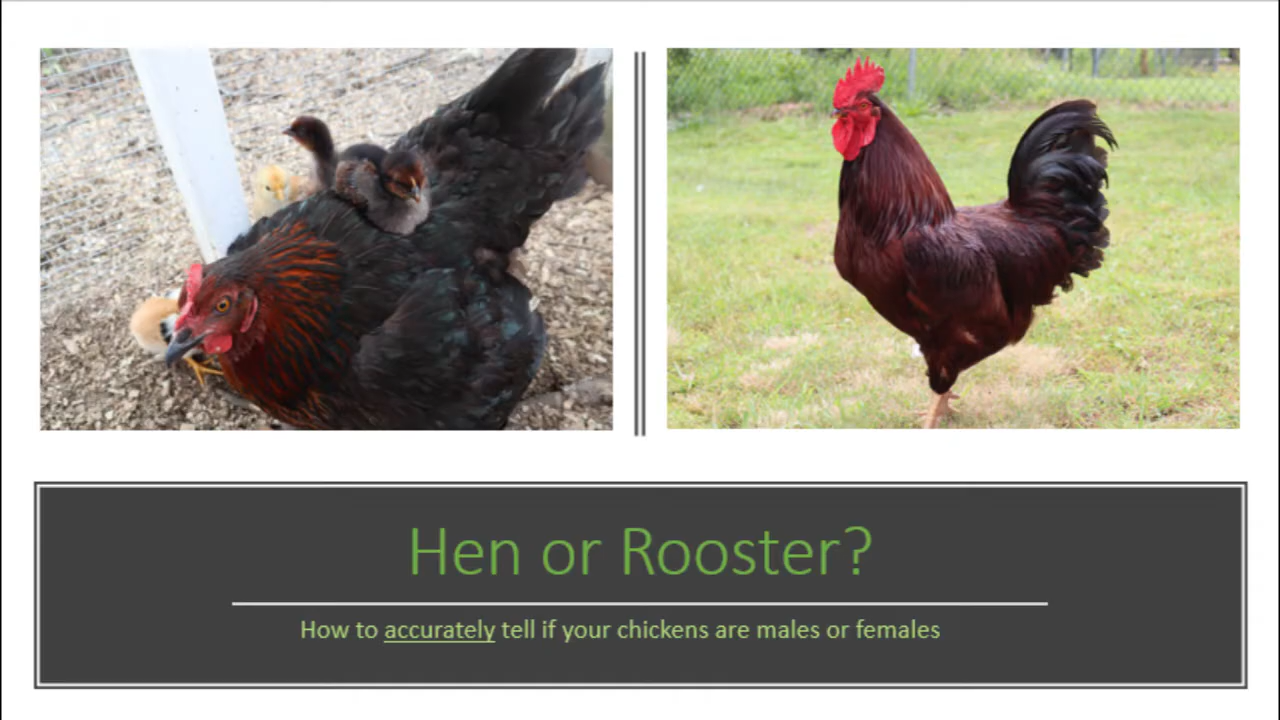 Hen or Rooster?
How to accurately tell if your chickens are males or females